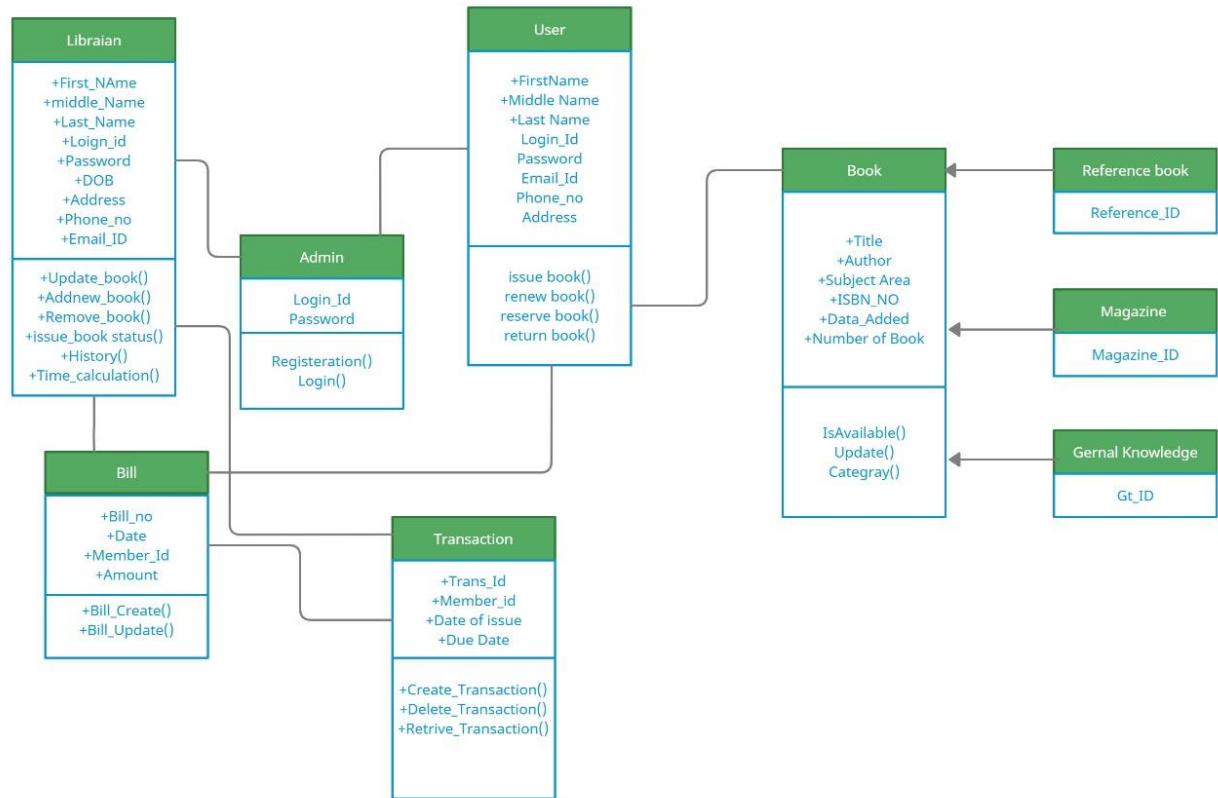 Libraian
+First_NAme
+middle_Name
+Last_Name
+Loign_id
+Password
+DOB
+Address
+Phone_no
+Email_ID
+Update_book()
+Addnew_book()
+Remove_book()
+issue_book status()
+History()
+Time_calculation()
User
+FirstName
+Middle Name
+Last Name
Login_Id
Password
Email_Id
Phone_no
Address
issue book()
renew book()
reserve book()
return book()
Admin
Login_Id
Password
Registeration()
Login()
Book
+Title
+Author
+Subject Area
+ISBN_NO
+Data_Added
+Number of Book
IsAvailable()
Update()
Categray()
Reference book
Reference_ID
Magazine
Magazine_ID
Gernal Knowledge
Gt_ID
Bill
+Bill_no
+Date
+Member_Id
+Amount
+Bill_Create()
+Bill_Update()
Transaction
+Trans_Id
+Member_id
+Date of issue
+Due Date
+Create_Transaction()
+Delete_Transaction()
+Retrive_Transaction()